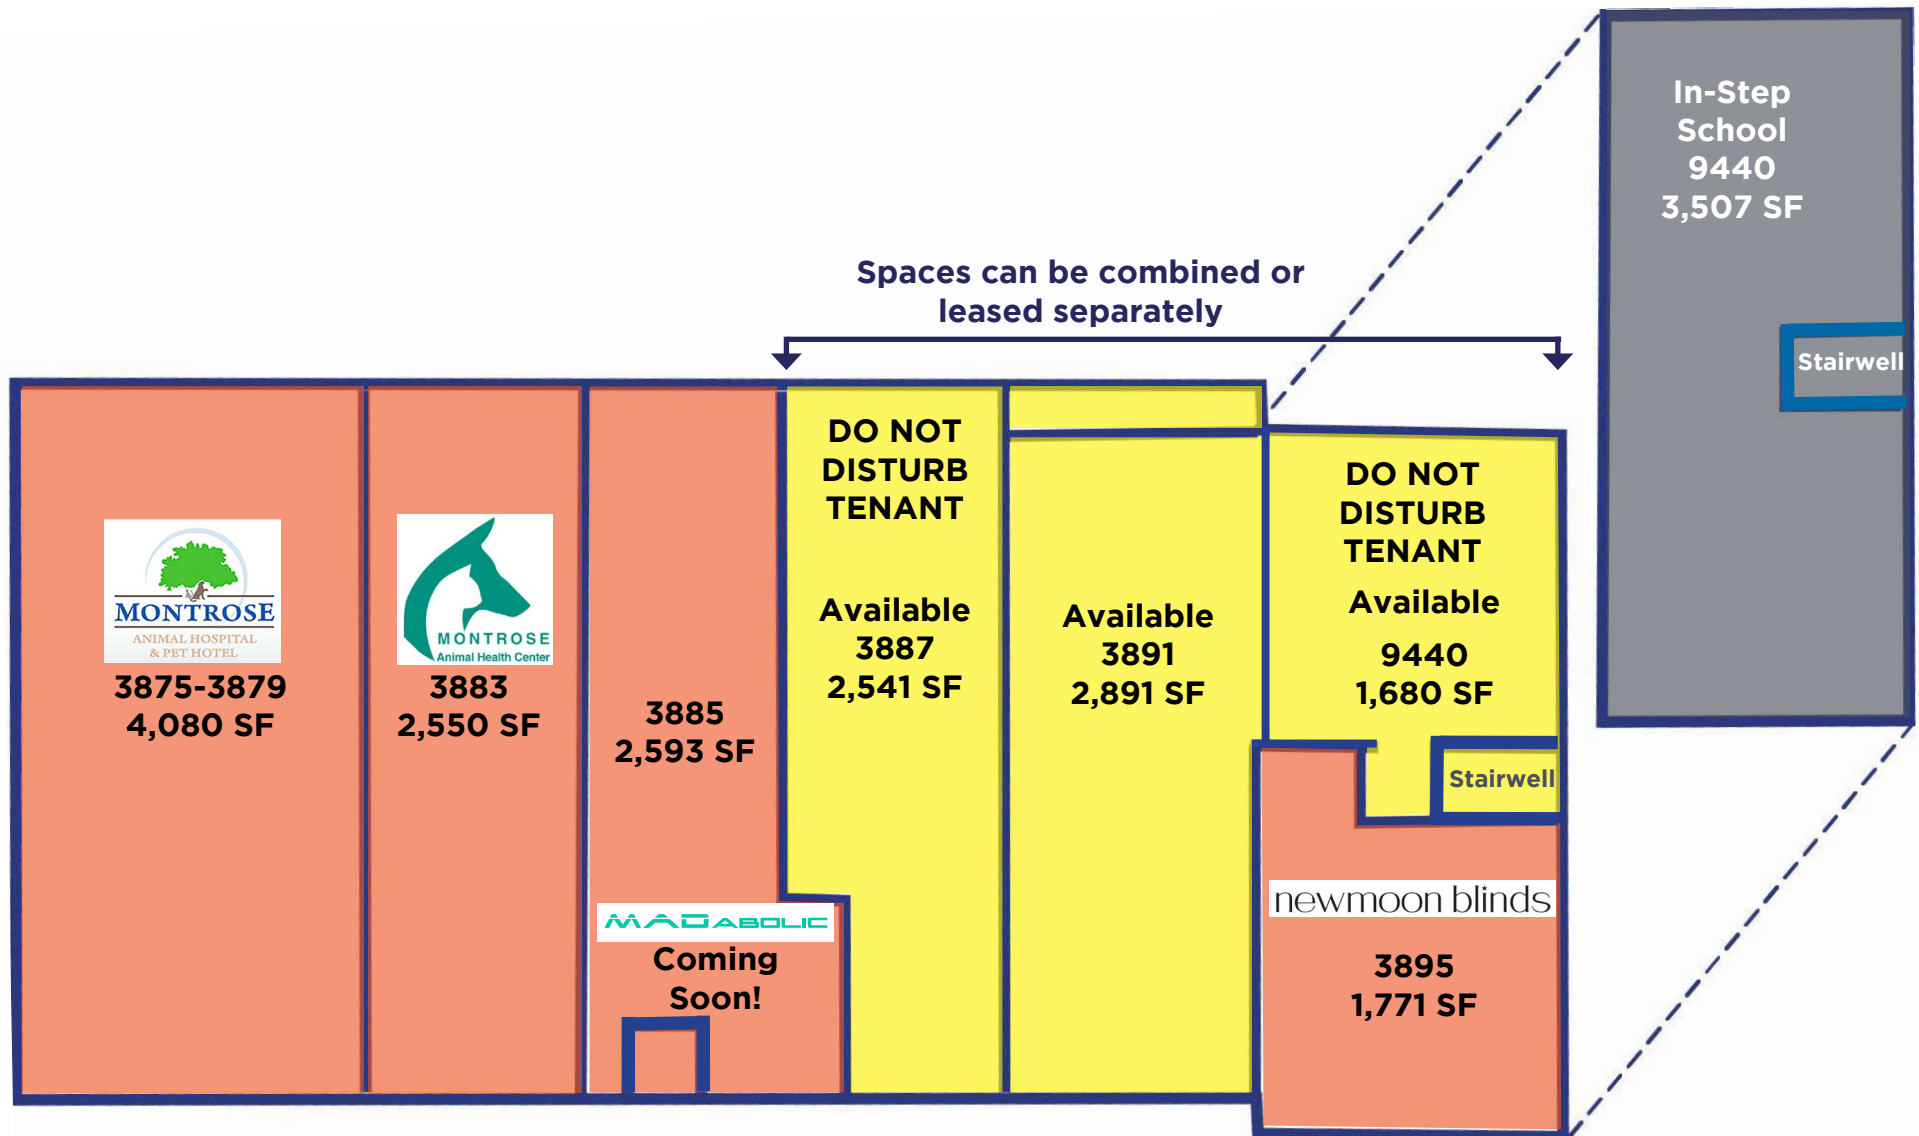 In-Step
School
9440
3,507 SF
Stairwell
Spaces can be combined or
leased separately
MONTROSE
ANIMAL HOSPITAL
& PET HOTEL
3875-3879
4,080 SF
MONTROSE
Animal Health Center
3883
2,550 SF
3885
2,593 SF
MADABOLIC
Coming
Soon!
DO NOT
DISTURB
TENANT
Available
3887
2,541 SF
Available
3891
2,891 SF
DO NOT
DISTURB
TENANT
Available
9440
1,680 SF
Stairwell
newmoon blinds
3895
1,771 SF